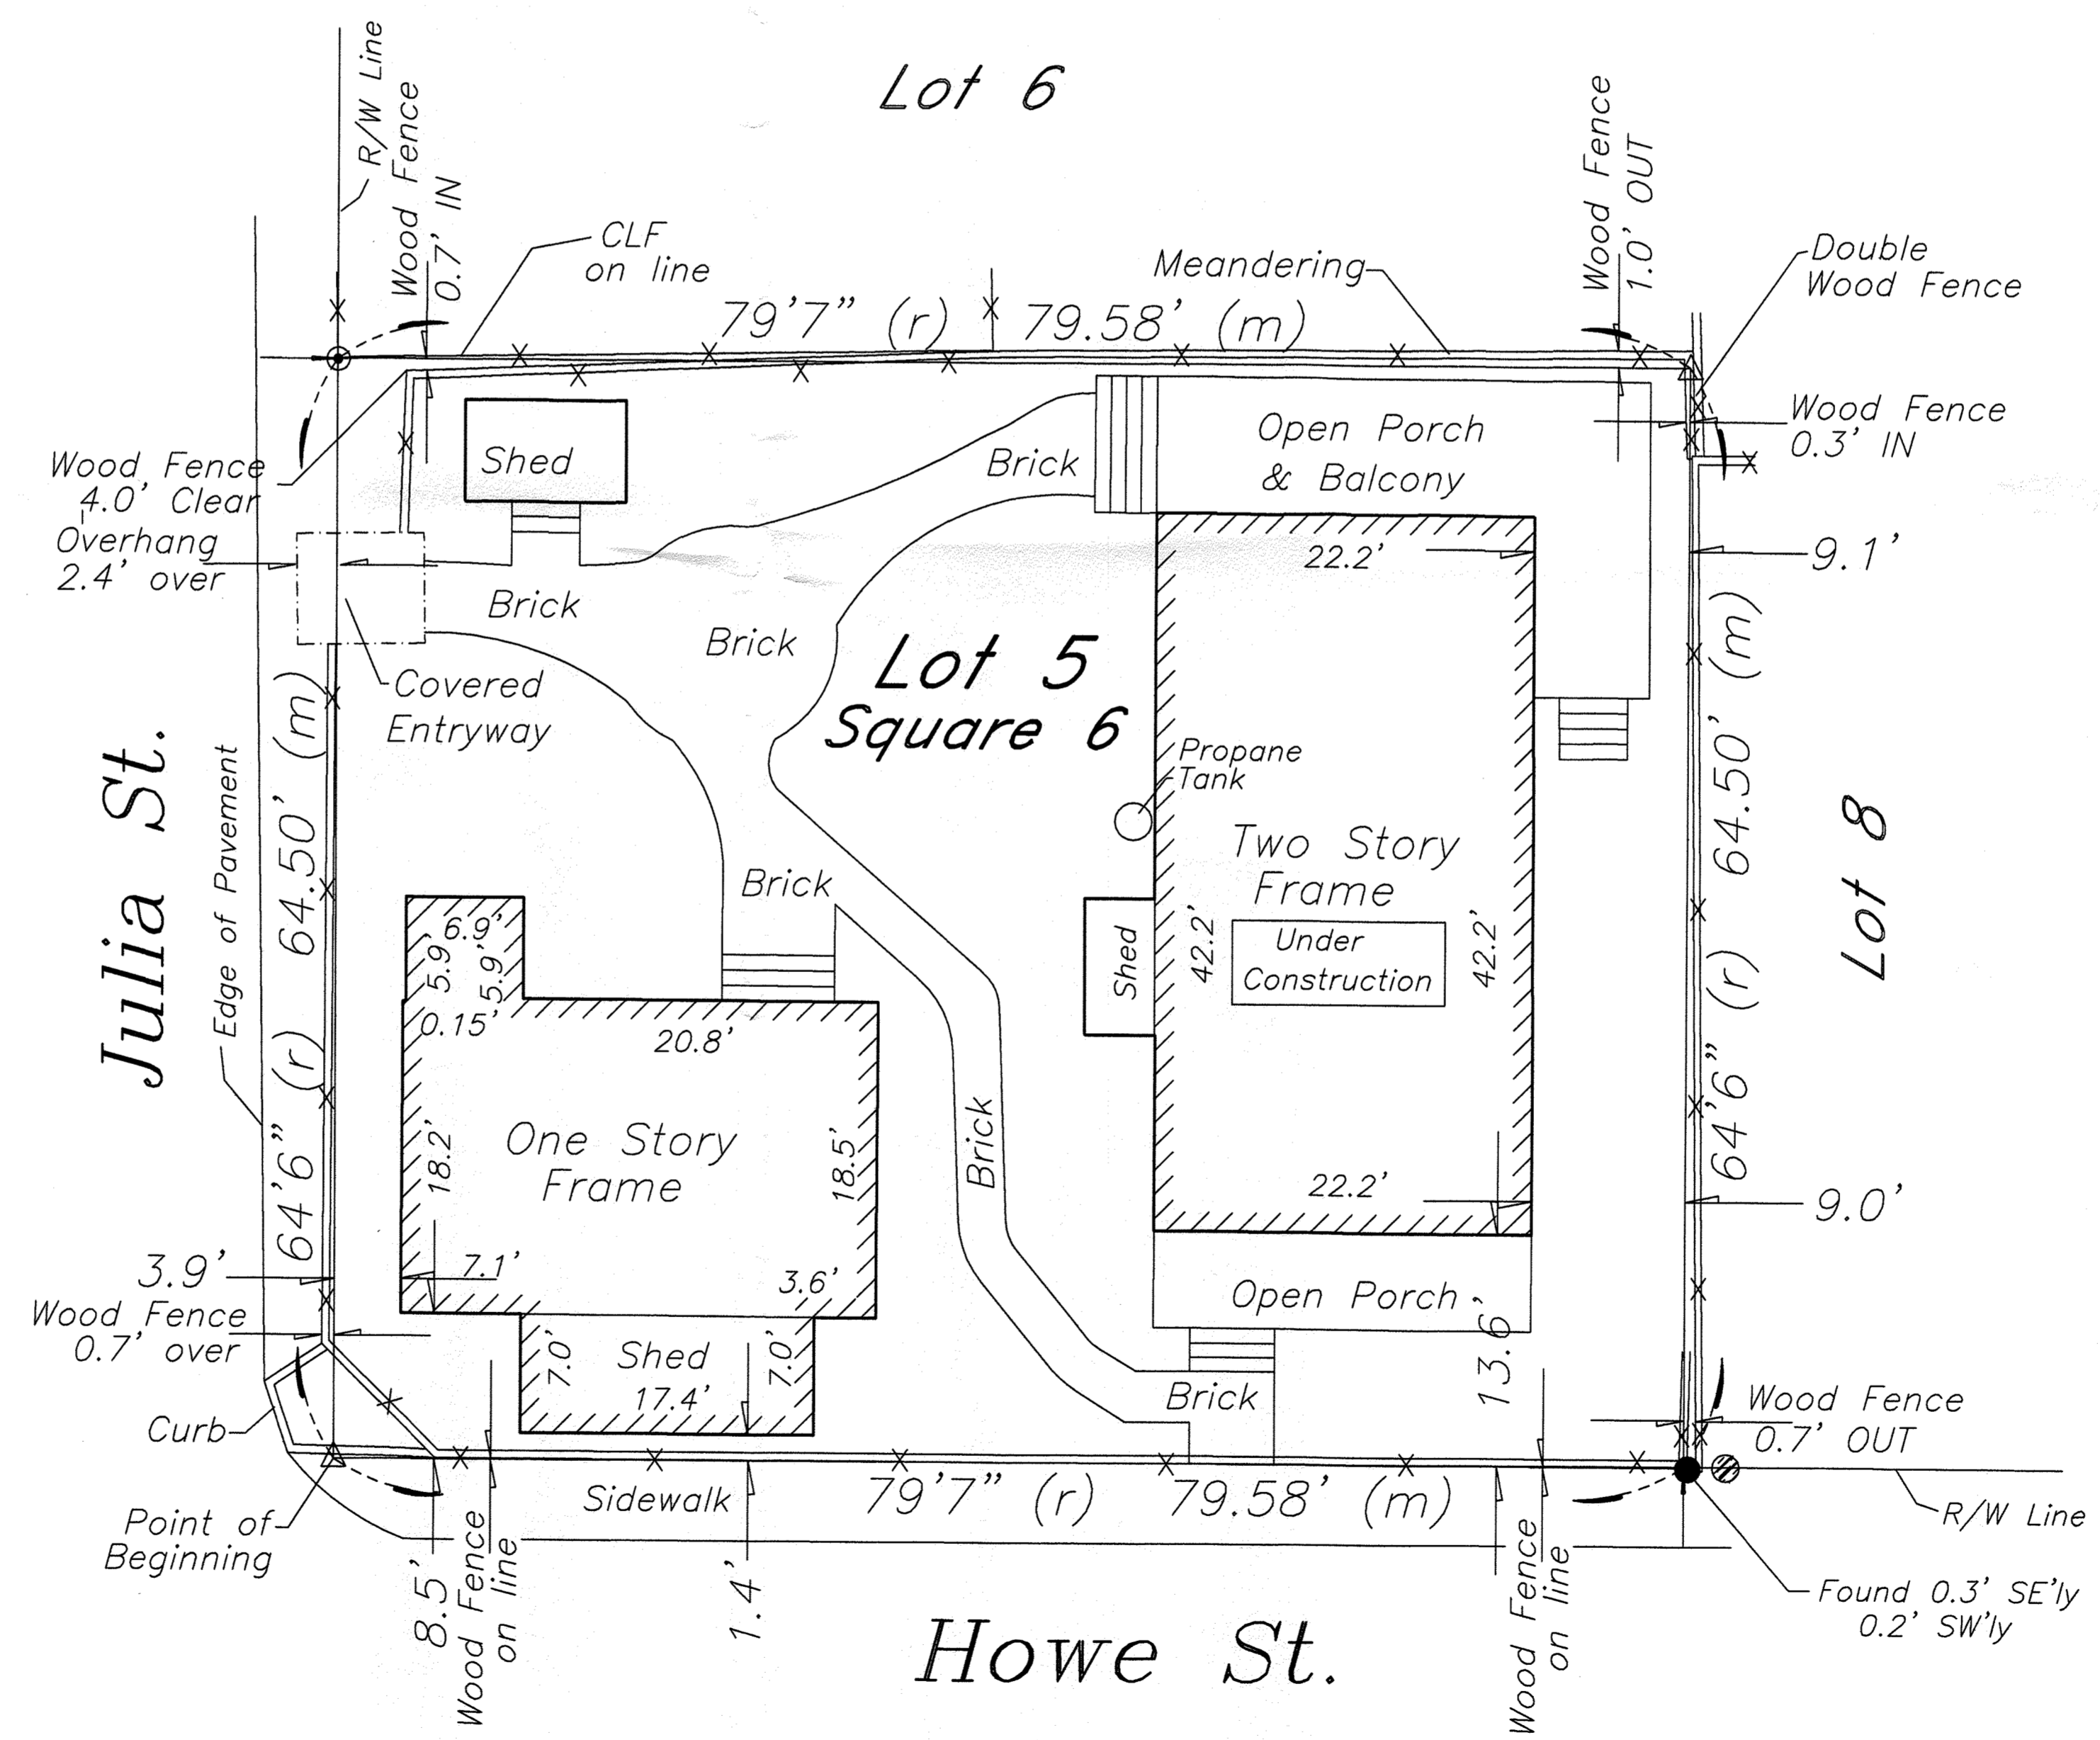 Lot 6
R/W Line
Wood Fence
0.7' IN
CLF
on line
79'7" (r) 79.58' (m)
Meandering
Wood Fence
1.0' OUT
Double
Wood Fence
Wood Fence
0.3' IN
Wood Fence
4.0' Clear
Overhang
2.4' over
Shed
Brick
Open Porch
& Balcony
22.2'
9.1'
Brick
Brick
Covered
Entryway
Lot 5
Square 6
Propane
Tank
Two Story
Frame
Under
Construction
42.2'
42.2'
Shed
Julia St.
Edge of Pavement
64'6" (r) 64.50' (m)
64'6" (r) 64.50' (m)
Lot 8
Brick
6.9'
5.9'
5.9'
0.15'
20.8'
One Story
Frame
18.2'
18.5'
Brick
22.2'
9.0'
3.9'
7.1'
3.6'
Wood Fence
0.7' over
7.0'
Shed
17.4'
7.0'
Open Porch
13.6'
Brick
Wood Fence
0.7' OUT
Curb
Point of
Beginning
Sidewalk
79'7" (r) 79.58' (m)
R/W Line
8.5'
Wood Fence
on line
1.4'
Howe St.
Wood Fence
on line
Found 0.3' SE'ly
0.2' SW'ly